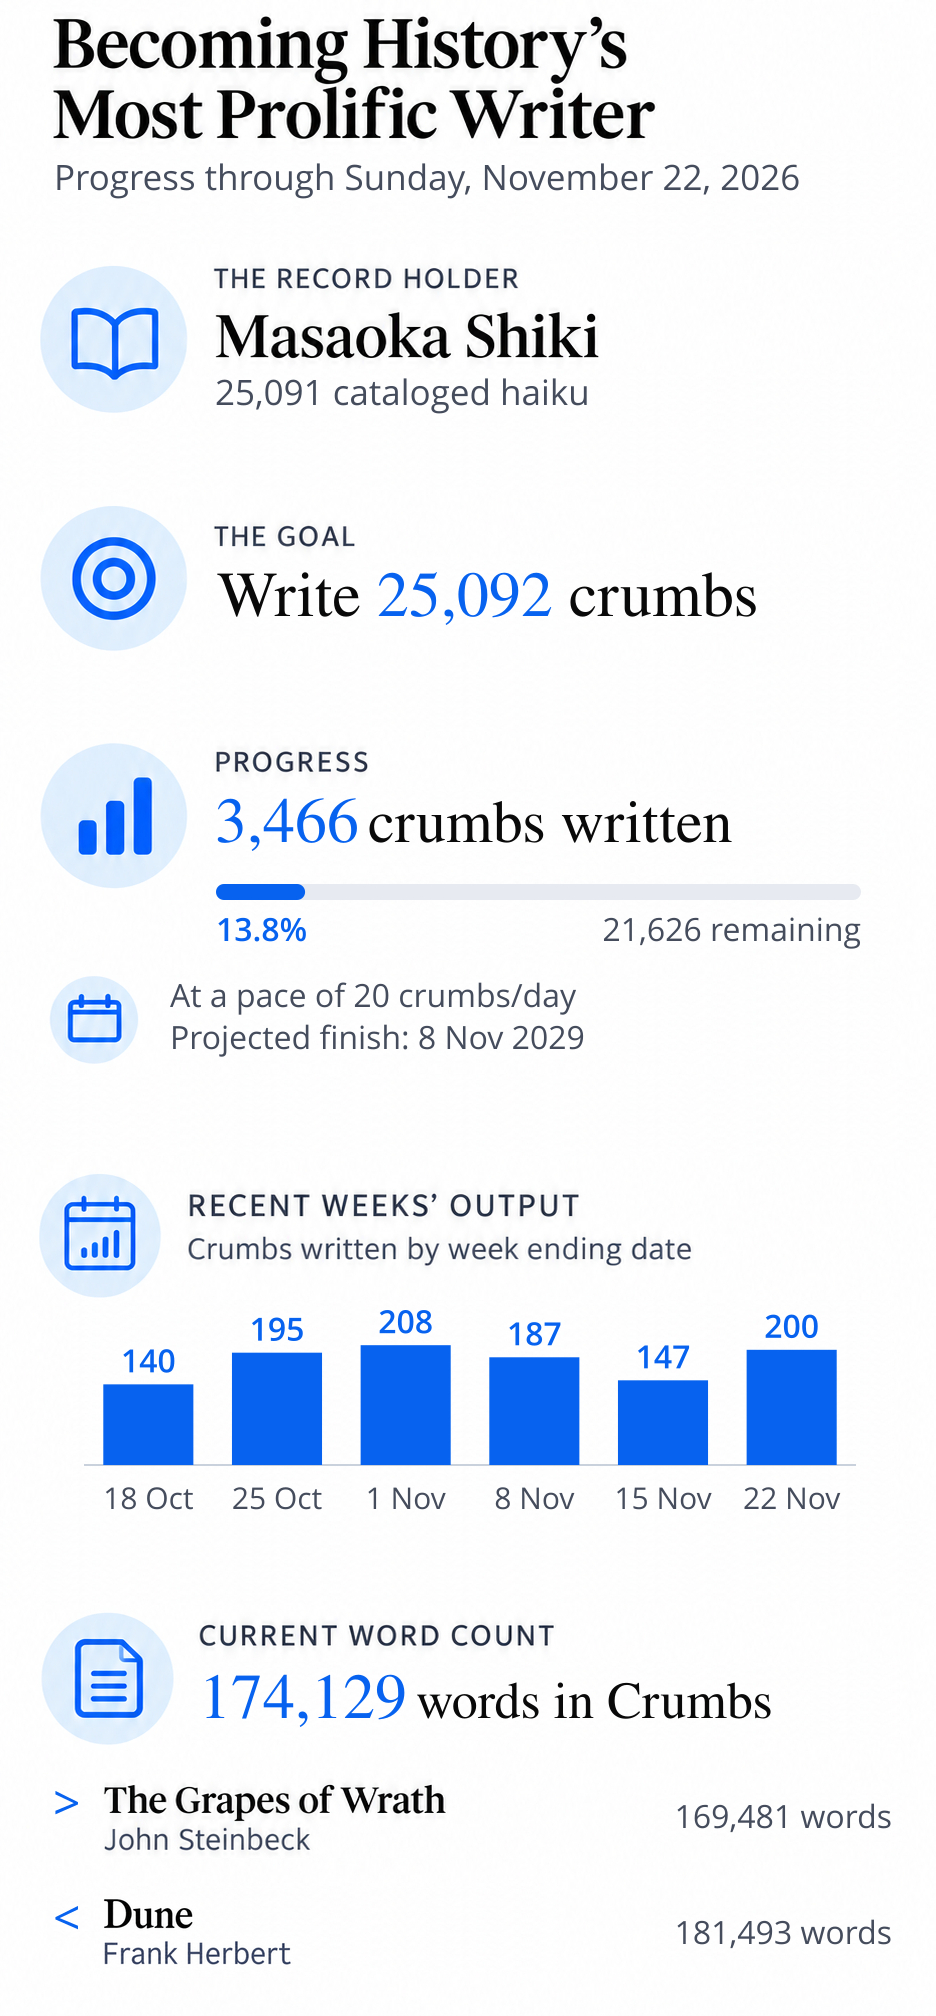 Becoming History’s
Most Prolific Writer
Progress through Sunday, November 22, 2026
THE RECORD HOLDER
Masaoka Shiki
25,091 cataloged haiku
THE GOAL
Write 25,092 crumbs
PROGRESS
3,466 crumbs written
13.8% 21,626 remaining
At a pace of 20 crumbs/day
Projected finish: 8 Nov 2029
RECENT WEEKS’ OUTPUT
Crumbs written by week ending date
140 195 208 187 147 200
18 Oct 25 Oct 1 Nov 8 Nov 15 Nov 22 Nov
CURRENT WORD COUNT
174,129 words in Crumbs
> The Grapes of Wrath 169,481 words
John Steinbeck
< Dune 181,493 words
Frank Herbert